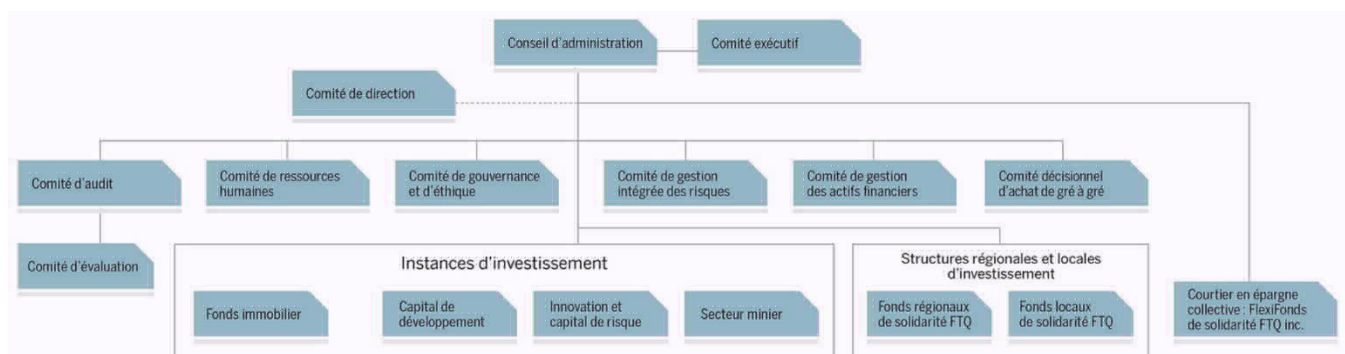 Conseil d'administration
Comité exécutif
Comité de direction
Comité d'audit
Comité de ressources
humaines
Comité de gouvernance
et d'éthique
Comité de gestion
intégrée des risques
Comité de gestion
des actifs financiers
Comité décisionnel
d'achat de gré à gré
Comité d'évaluation
Instances d'investissement
Fonds immobilier
Capital de
développement
Innovation et
capital de risque
Secteur minier
Structures régionales et locales
d'investissement
Fonds régionaux
de solidarité FTQ
Fonds locaux
de solidarité FTQ
Courtier en épargne
collective : FlexiFonds
de solidarité FTQ inc.